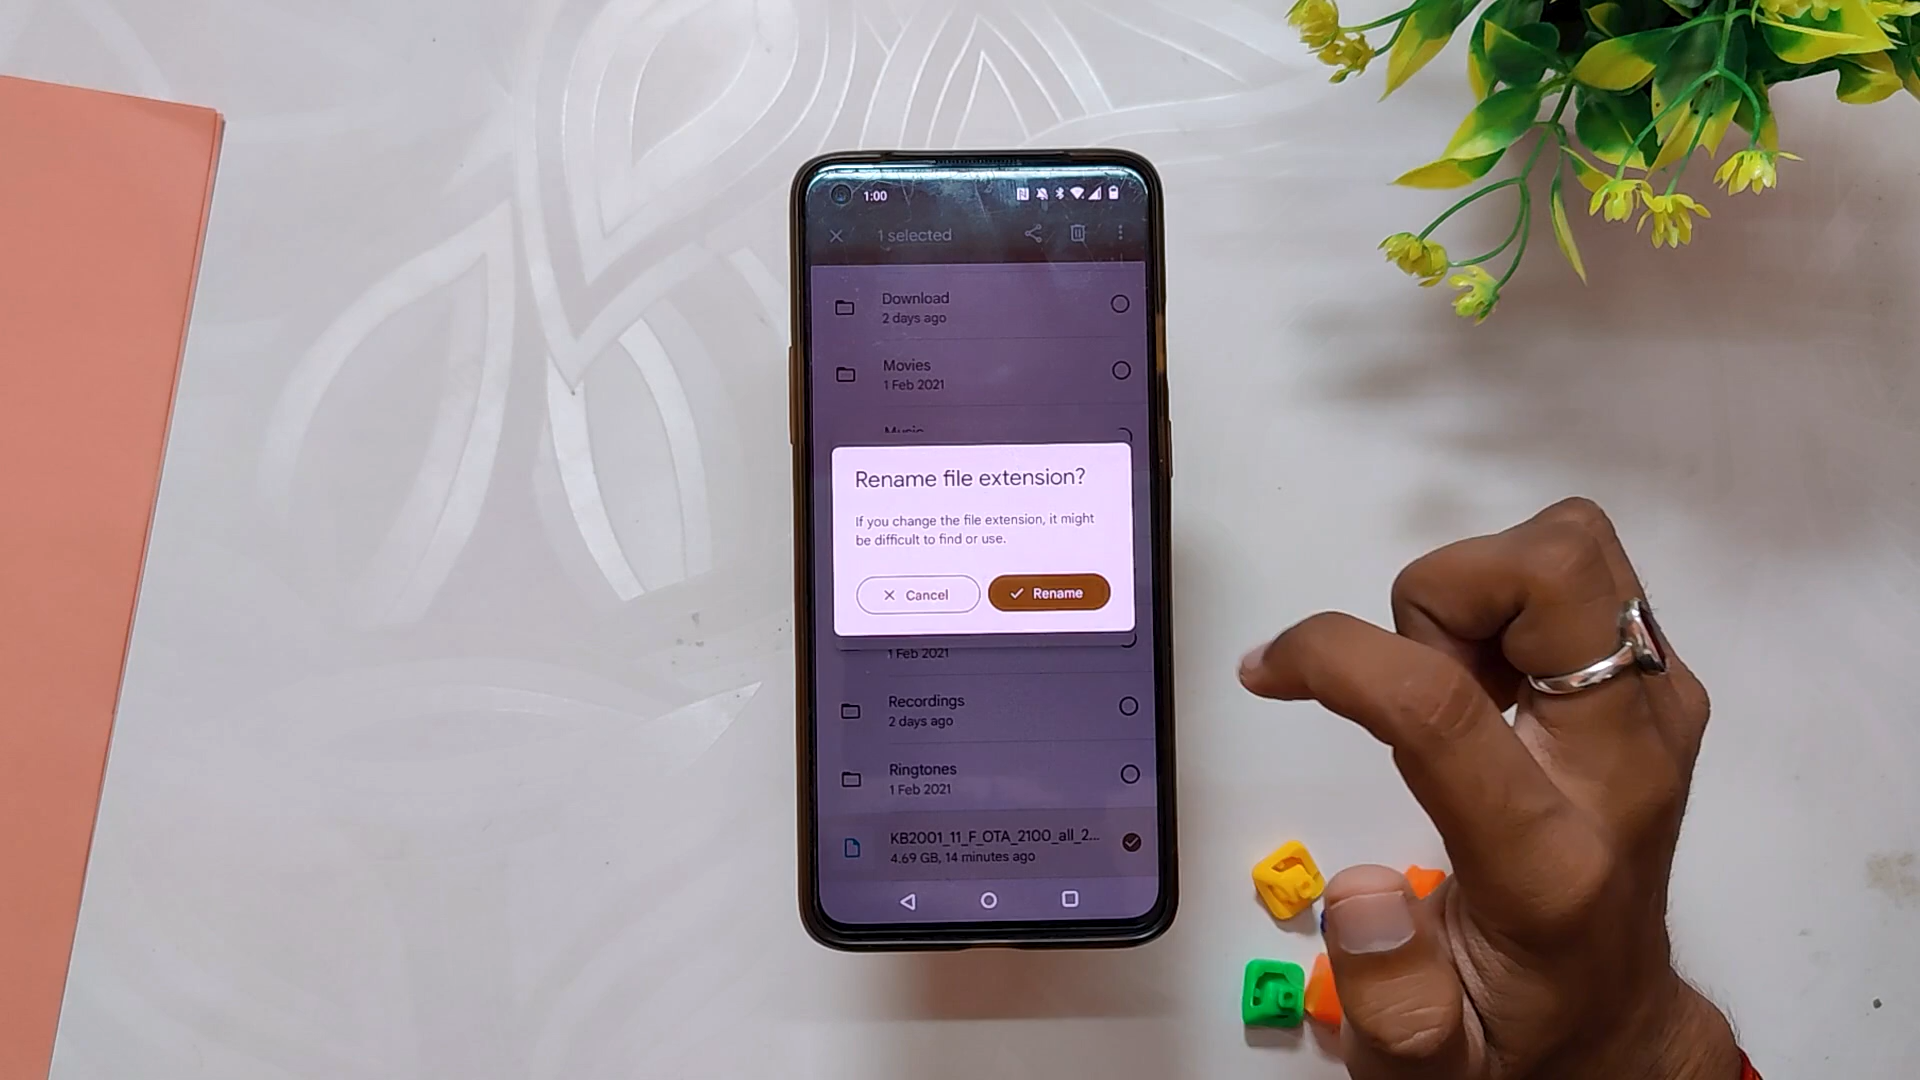 1:00
1 selected
Download
2 days ago
Movies
1 Feb 2021
Music
Rename file extension?
If you change the file extension, it might
be difficult to find or use.
Cancel
Rename
1 Feb 2021
Recordings
2 days ago
Ringtones
1 Feb 2021
KB2001_11_F_OTA_2100_all_2...
4.69 GB, 14 minutes ago